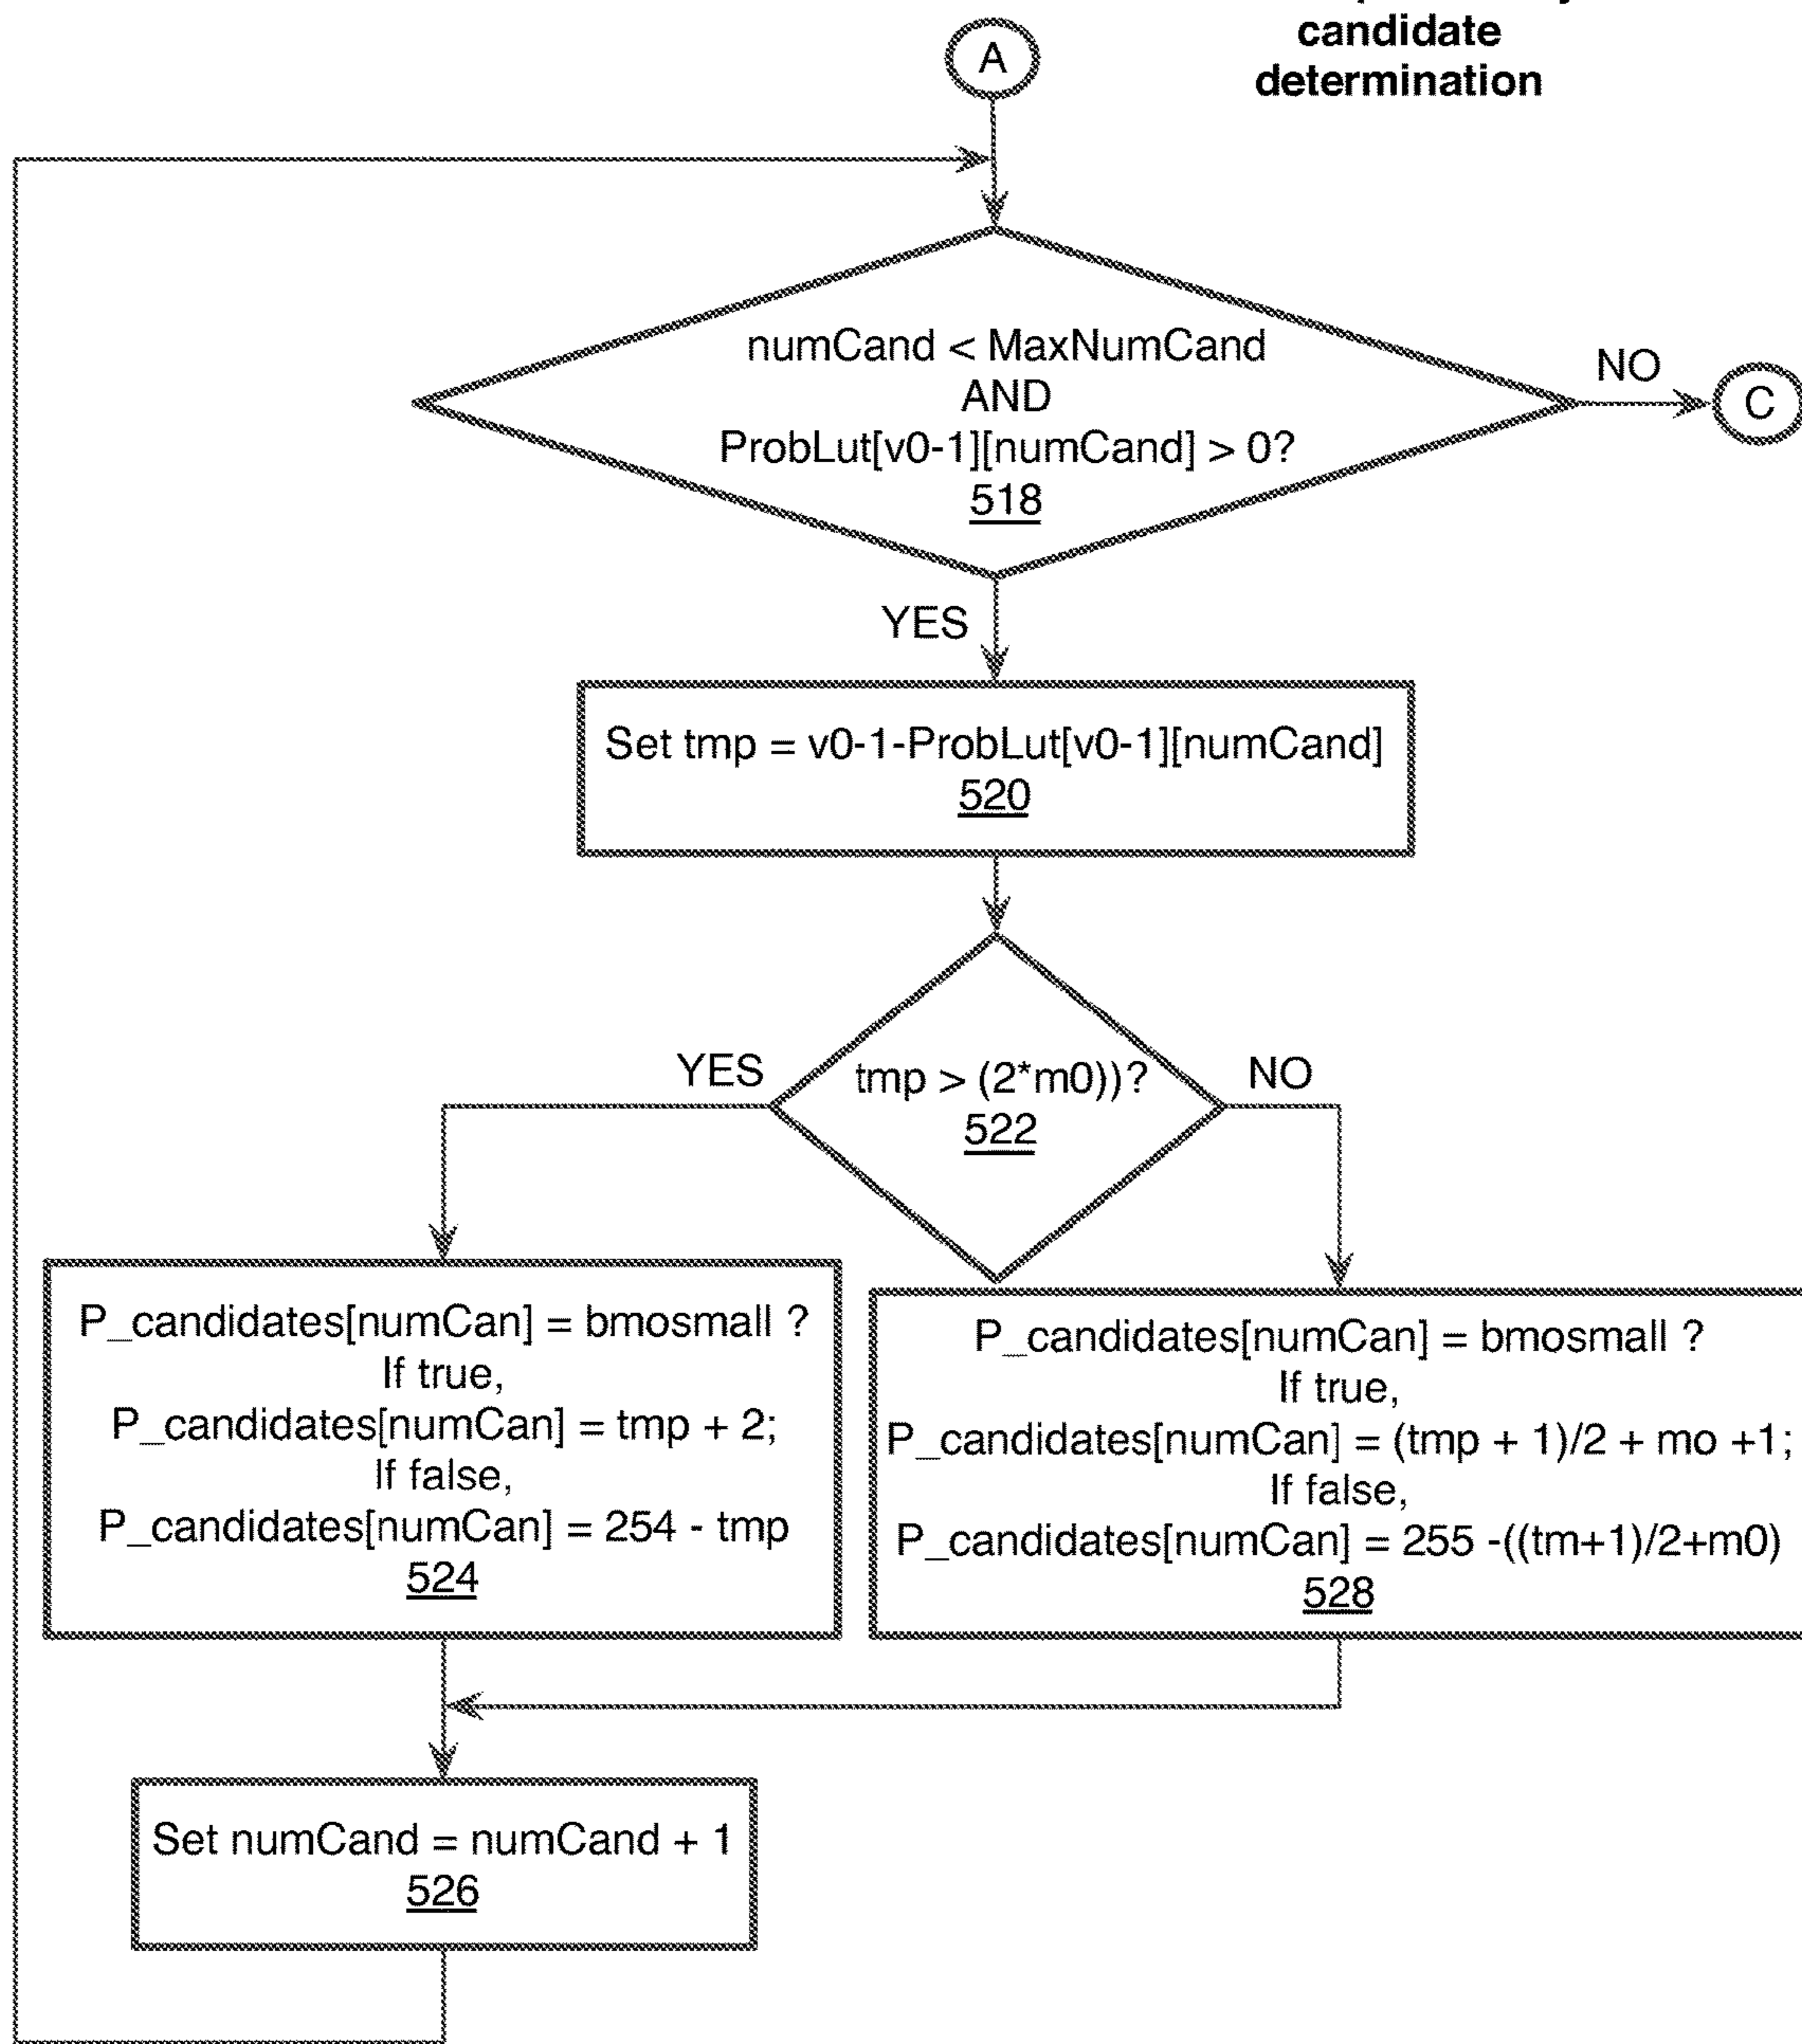 candidate
determination
A
numCand < MaxNumCand
AND
ProbLut[v0-1][numCand] > 0?
518
NO
C
YES
Set tmp = v0-1-ProbLut[v0-1][numCand]
520
YES
tmp > (2*m0))?
522
NO
P_candidates[numCan] = bmosmall ?
If true,
P_candidates[numCan] = tmp + 2;
If false,
P_candidates[numCan] = 254 - tmp
524
P_candidates[numCan] = bmosmall ?
If true,
P_candidates[numCan] = (tmp + 1)/2 + mo +1;
If false,
P_candidates[numCan] = 255 -((tm+1)/2+m0)
528
Set numCand = numCand + 1
526